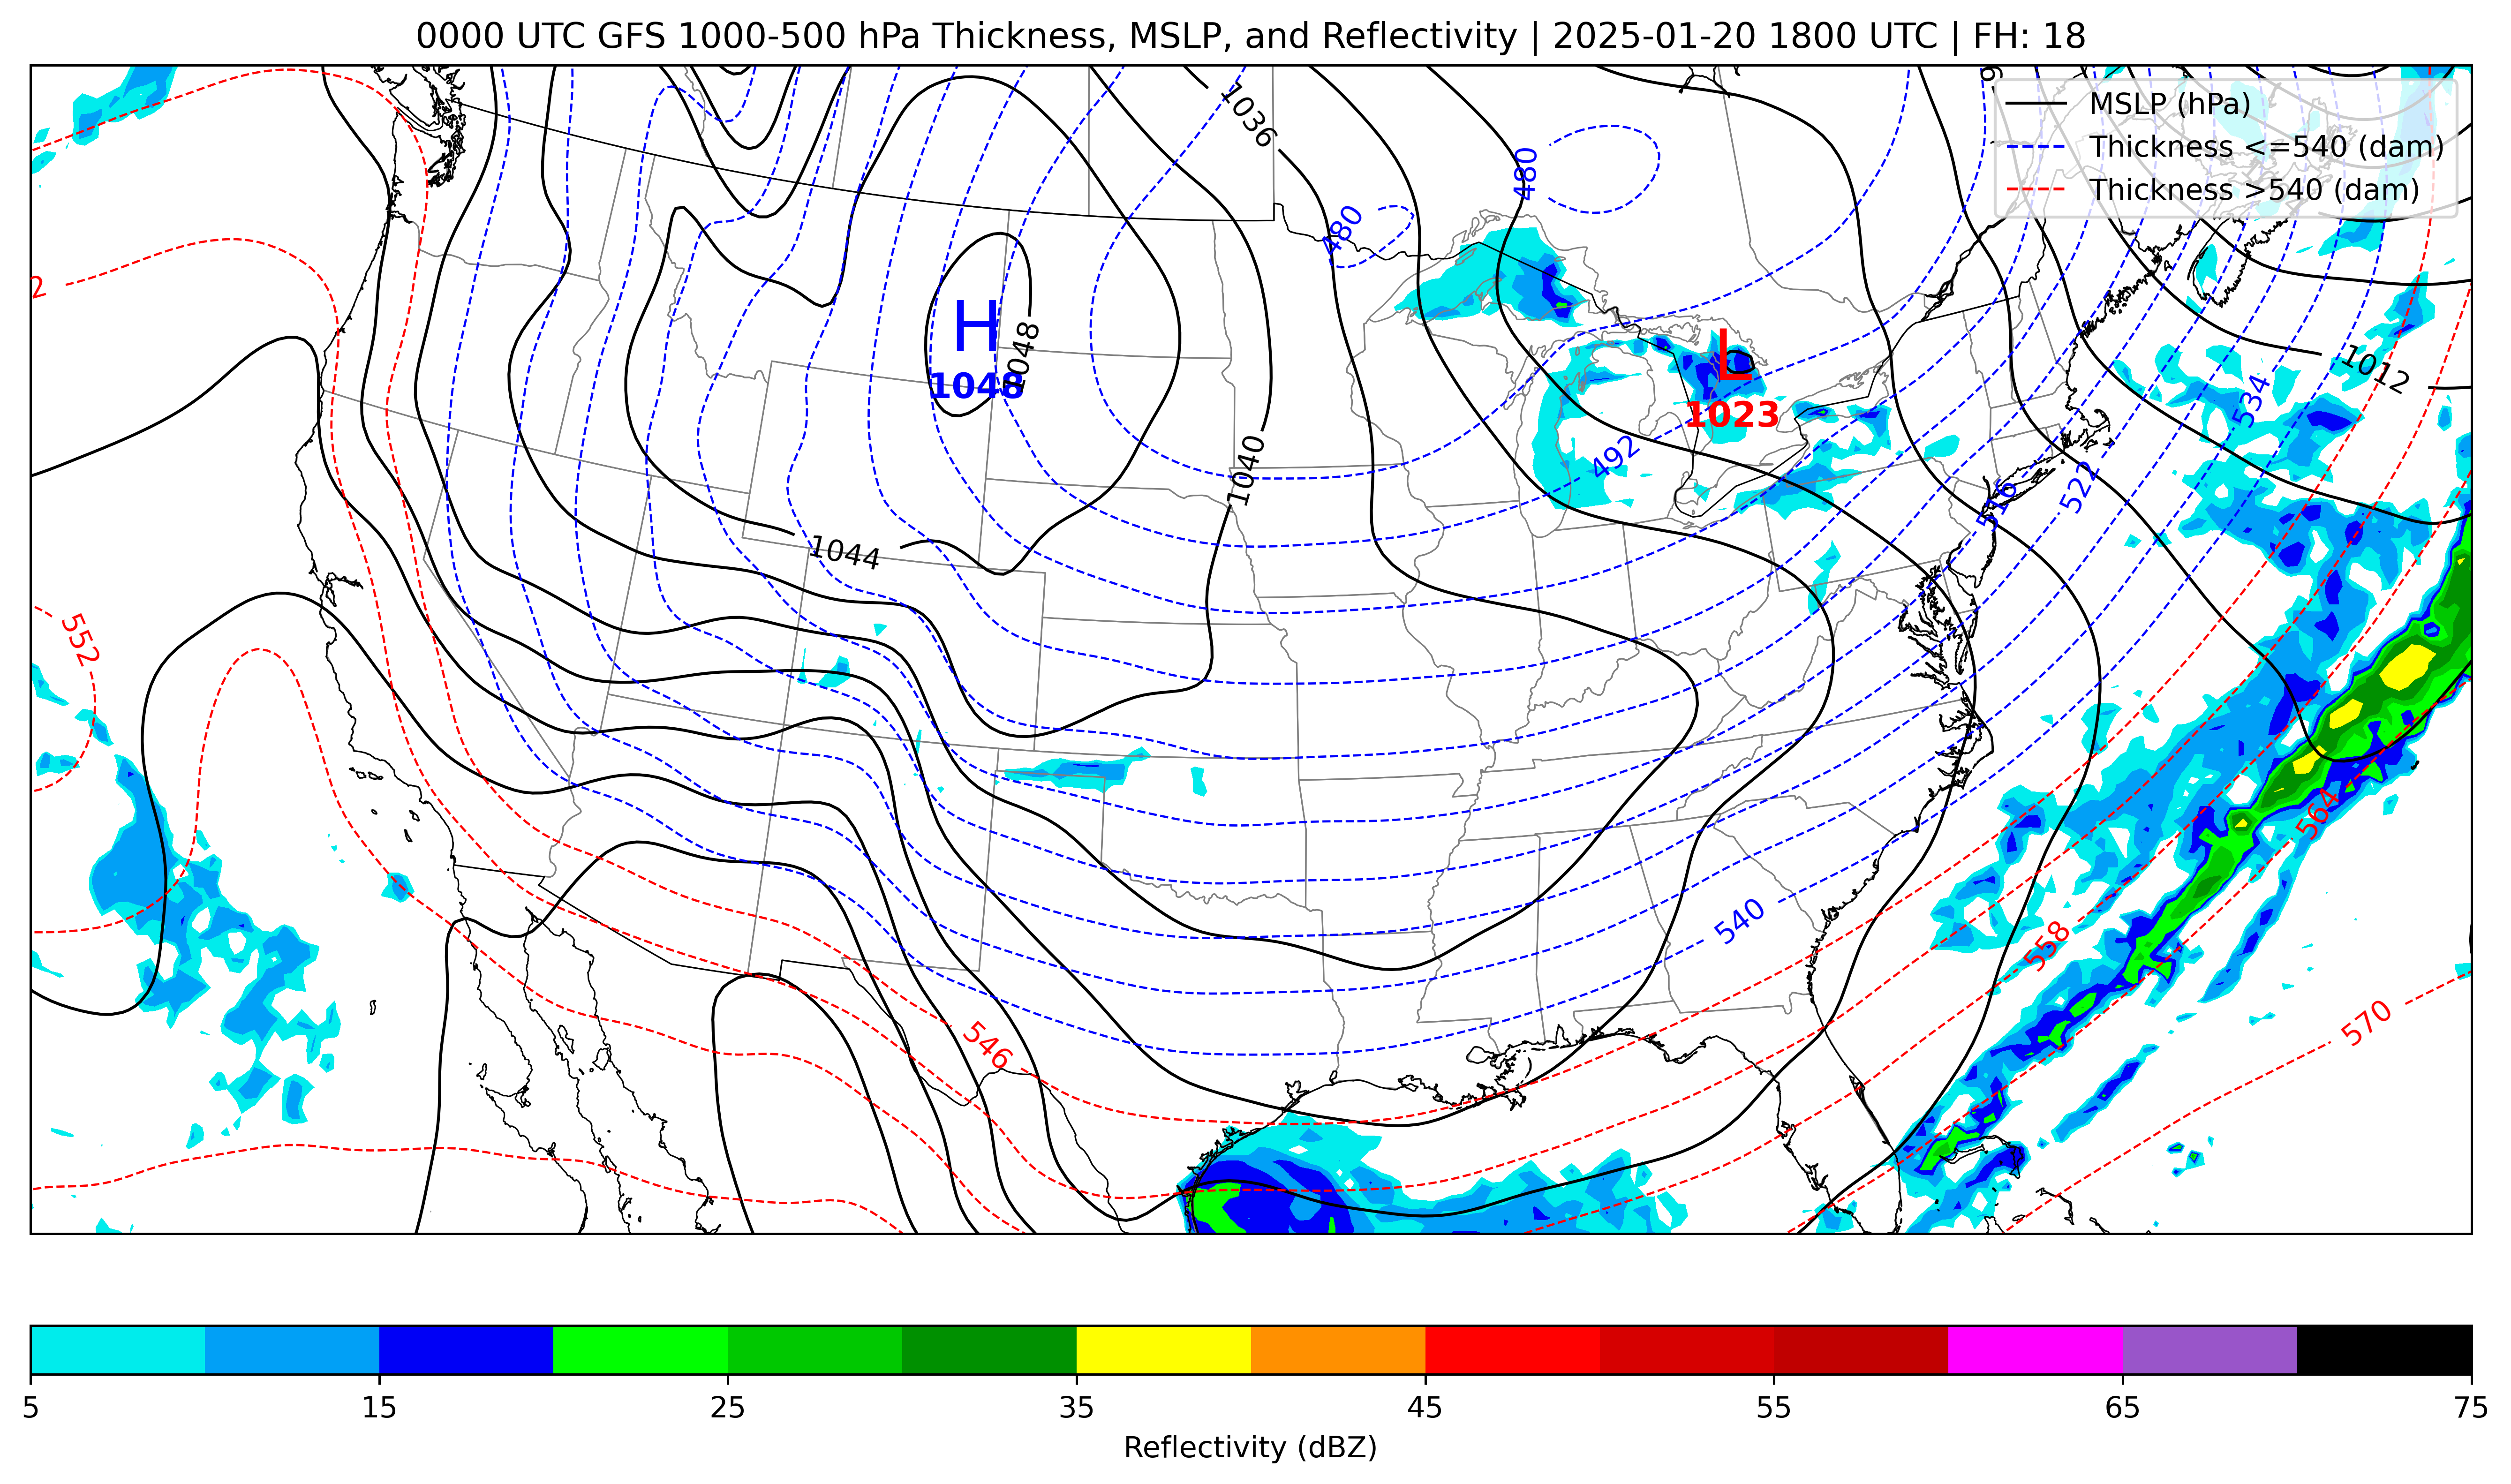 0000 UTC GFS 1000-500 hPa Thickness, MSLP, and Reflectivity | 2025-01-20 1800 UTC | FH: 18
MSLP (hPa)
Thickness <=540 (dam)
Thickness >540 (dam)
1036
480
480
2
H
1048
1048
L
1023
1012
534
492
1040
522
516
1044
552
564
540
558
546
570
5 15 25 35 45 55 65 75
Reflectivity (dBZ)